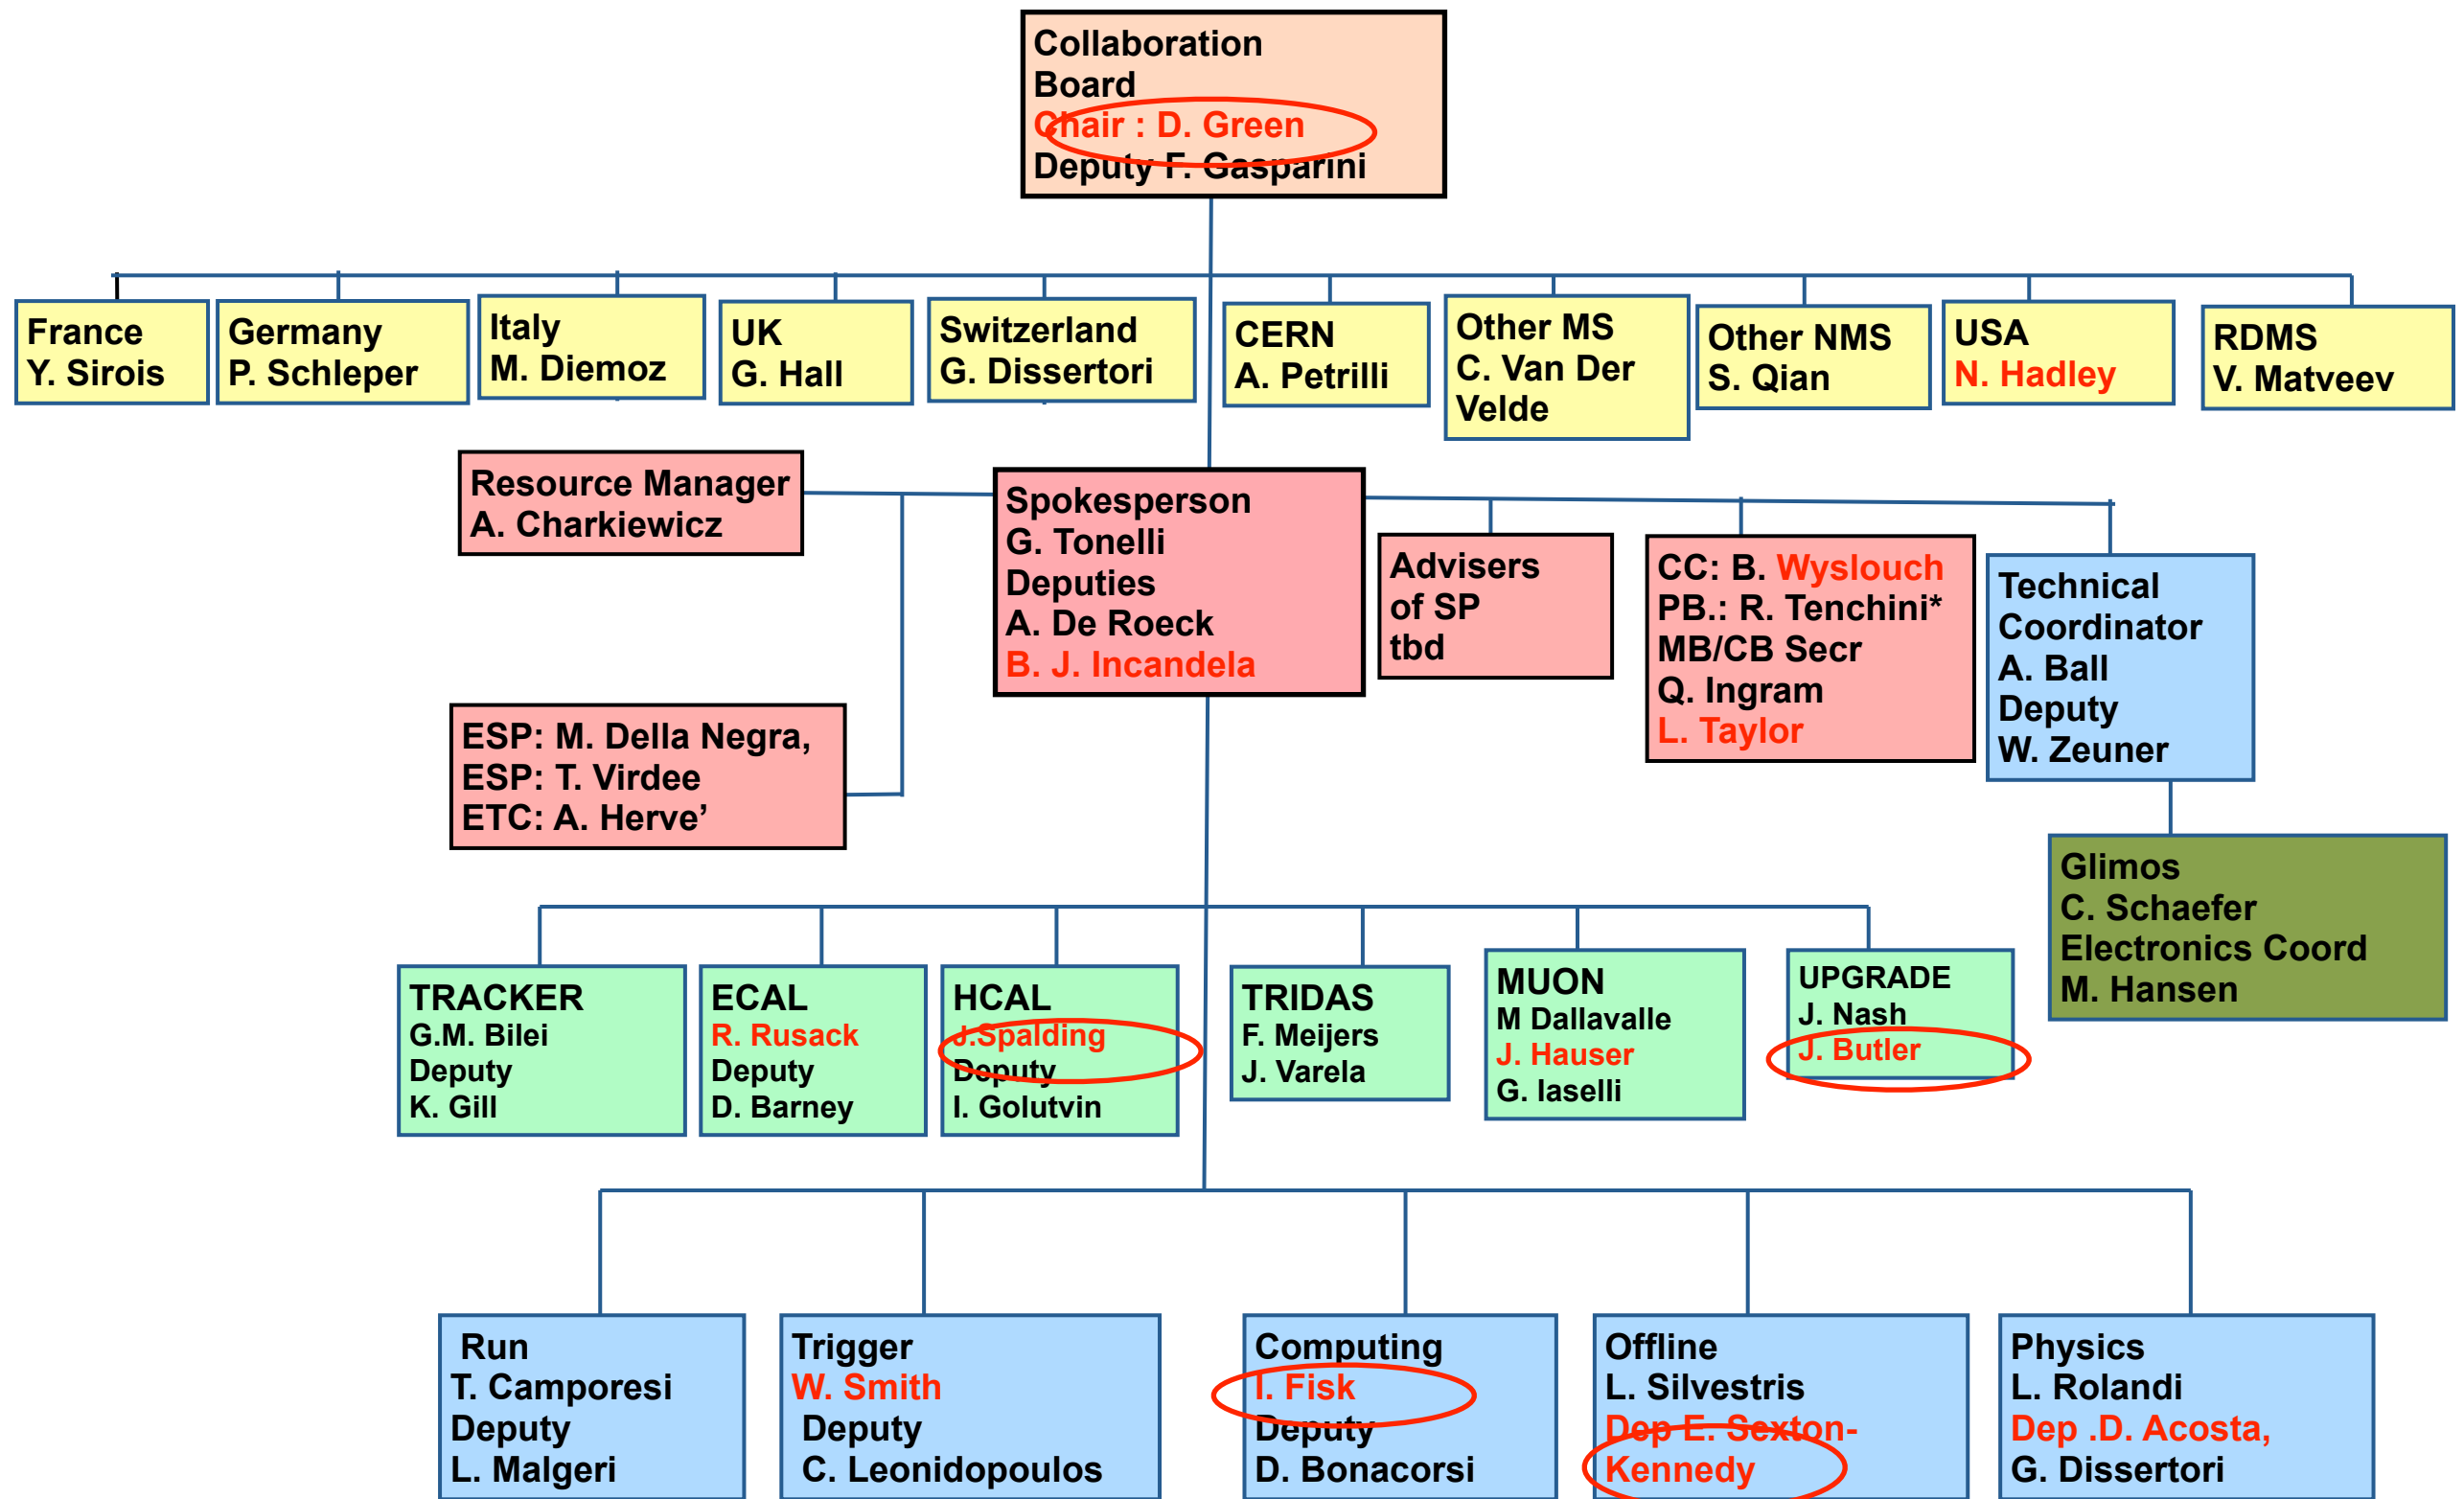 Collaboration
Board
Chair : D. Green
Deputy F. Gasparini
France
Y. Sirois
Germany
P. Schleper
Italy
M. Diemoz
UK
G. Hall
Switzerland
G. Dissertori
CERN
A. Petrilli
Other MS
C. Van Der
Velde
Other NMS
S. Qian
USA
N. Hadley
RDMS
V. Matveev
Resource Manager
A. Charkiewicz
Spokesperson
G. Tonelli
Deputies
A. De Roeck
B. J. Incandela
Advisers
of SP
tbd
CC: B. Wyslouch
PB.: R. Tenchini*
MB/CB Secr
Q. Ingram
L. Taylor
Technical
Coordinator
A. Ball
Deputy
W. Zeuner
ESP: M. Della Negra,
ESP: T. Virdee
ETC: A. Herve’
Glimos
C. Schaefer
Electronics Coord
M. Hansen
TRACKER
G.M. Bilei
Deputy
K. Gill
ECAL
R. Rusack
Deputy
D. Barney
HCAL
J.Spalding
Deputy
I. Golutvin
TRIDAS
F. Meijers
J. Varela
MUON
M Dallavalle
J. Hauser
G. Iaselli
UPGRADE
J. Nash
J. Butler
Run
T. Camporesi
Deputy
L. Malgeri
Trigger
W. Smith
Deputy
C. Leonidopoulos
Computing
I. Fisk
Deputy
D. Bonacorsi
Offline
L. Silvestris
Dep E. Sexton-
Kennedy
Physics
L. Rolandi
Dep .D. Acosta,
G. Dissertori